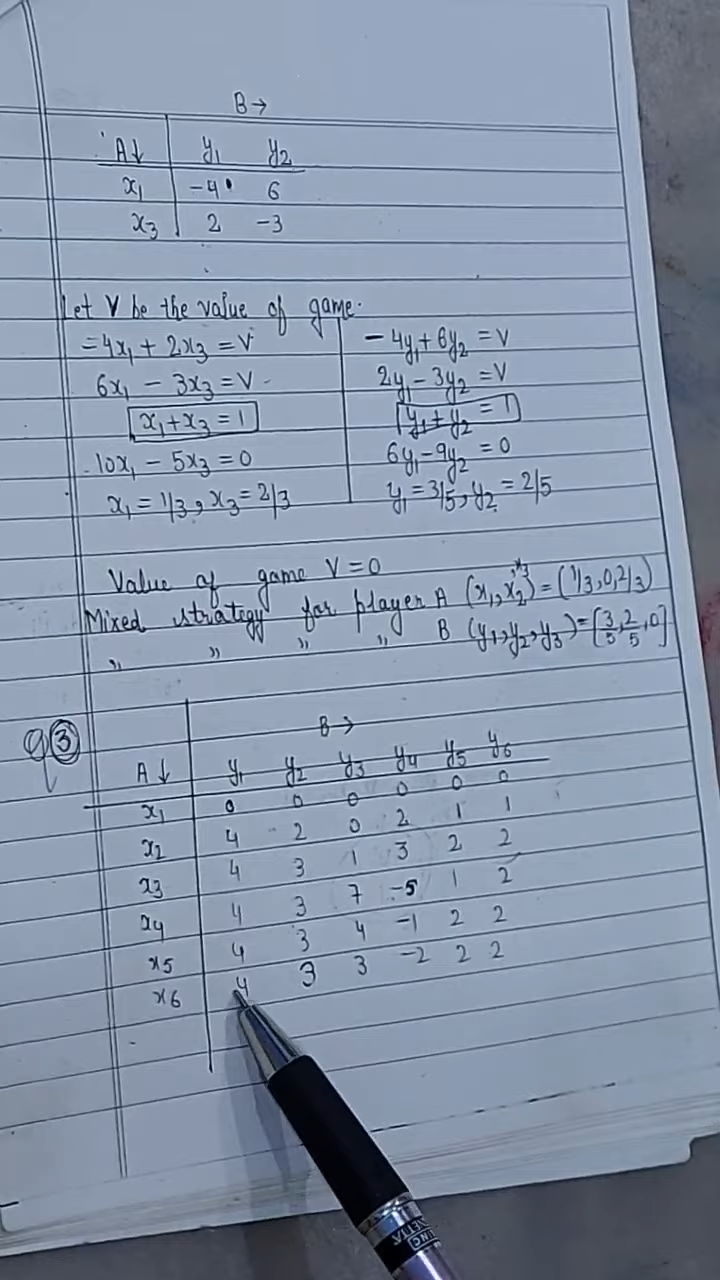 B→
A↓ y₁ y₂
x₁ -4 6
x₃ 2 -3
Let V be the value of game.
-4x₁ + 2x₃ = V
6x₁ - 3x₃ = V
x₁ + x₃ = 1
10x₁ - 5x₃ = 0
x₁ = 1/3, x₃ = 2/3
-4y₁ + 6y₂ = V
2y₁ - 3y₂ = V
y₁ + y₂ = 1
6y₁ - 9y₂ = 0
y₁ = 3/5, y₂ = 2/5
Value of game V = 0
Mixed strategy for player A (x₁, x₂, x₃) = (1/3, 0, 2/3)
" " " " B (y₁, y₂, y₃) = [3/5, 2/5, 0]
Q③
B→
A↓ y₁ y₂ y₃ y₄ y₅ y₆
x₁ 0 0 0 0 0 0
x₂ 4 2 0 2 1 1
x₃ 4 3 1 3 2 2
x₄ 4 3 7 -5 1 2
x₅ 4 3 4 -1 2 2
x₆ 4 3 3 -2 2 2